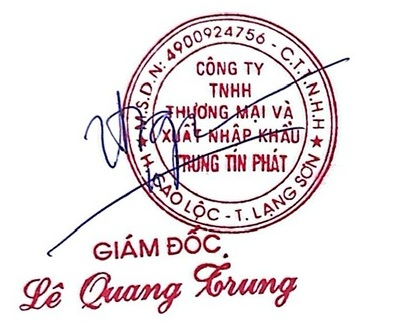 M.S.D.N: 4900924756 - C.T.T.N.H.H
CÔNG TY
TNHH
THƯƠNG MẠI VÀ
XUẤT NHẬP KHẨU
TRUNG TÍN PHÁT
H. CAO LỘC - T. LẠNG SƠN
GIÁM ĐỐC
Lê Quang Trung